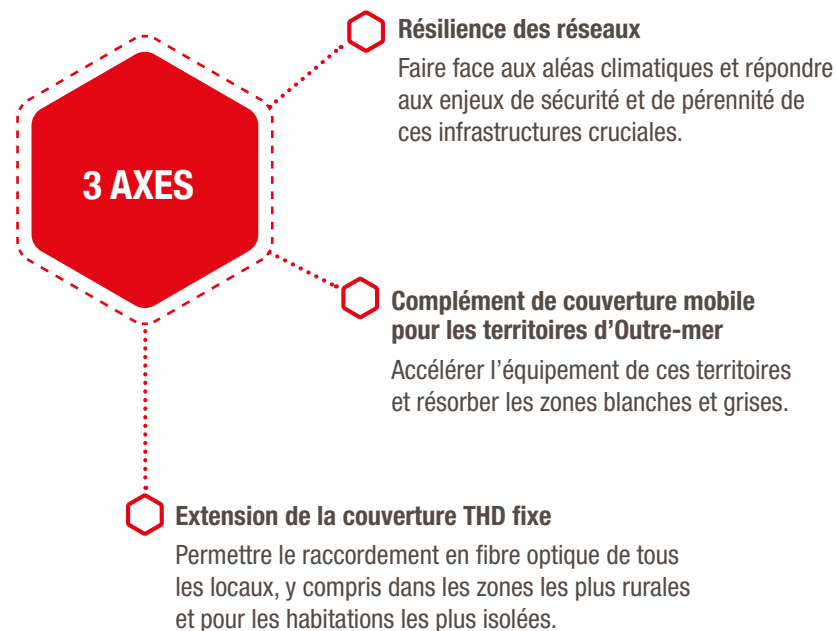 3 AXES
Résilience des réseaux
Faire face aux aléas climatiques et répondre
aux enjeux de sécurité et de pérennité de
ces infrastructures cruciales.
Complément de couverture mobile
pour les territoires d’Outre-mer
Accélérer l’équipement de ces territoires
et résorber les zones blanches et grises.
Extension de la couverture THD fixe
Permettre le raccordement en fibre optique de tous
les locaux, y compris dans les zones les plus rurales
et pour les habitations les plus isolées.